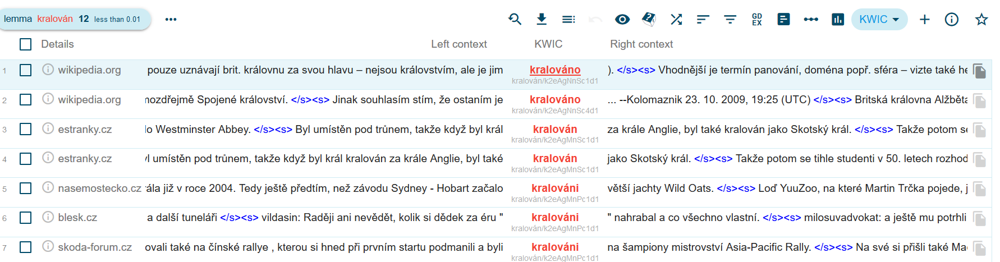 lemma kralován 12 less than 0.01 ••• GD EX KWIC
Details Left context KWIC Right context
1 wikipedia.org pouze uznávají brit. královnu za svou hlavu – nejsou královstvím, ale je jim kralováno ). </s><s> Vhodnější je termín panování, doména popř. sféra – vizte také he
kralován/k2eAgNnSc1d1
2 wikipedia.org mozdřejmě Spojené království. </s><s> Jinak souhlasím stím, že ostaním je kralováno ... --Kolomaznik 23. 10. 2009, 19:25 (UTC) </s><s> Britská královna Alžběta
kralován/k2eAgNnSc4d1
3 estranky.cz lo Westminster Abbey. </s><s> Byl umístěn pod trůnem, takže když byl král kralován za krále Anglie, byl také kralován jako Skotský král. </s><s> Takže potom se
kralován/k2eAgMnSc1d1
4 estranky.cz yl umístěn pod trůnem, takže když byl král kralován za krále Anglie, byl také kralován jako Skotský král. </s><s> Takže potom se tihle studenti v 50. letech rozhod
kralován/k2eAgMnSc1d1
5 nasemostecko.cz rála již v roce 2004. Tedy ještě předtím, než závodu Sydney - Hobart začalo kralováni větší jachty Wild Oats. </s><s> Loď YuuZoo, na které Martin Trčka pojede, j
kralován/k2eAgMnPc1d1
6 blesk.cz a další tuneláři </s><s> vildasin: Raději ani nevědět, kolik si dědek za éru " kralováni " nahrabal a co všechno vlastní. </s><s> milosuvadvokat: a ještě mu potrhli
kralován/k2eAgMnPc1d1
7 skoda-forum.cz ovali také na čínské rallye , kterou si hned při prvním startu podmanili a byli kralováni na šampiony mistrovství Asia-Pacific Rally. </s><s> Na své si přišli také Mac
kralován/k2eAgMnPc1d1